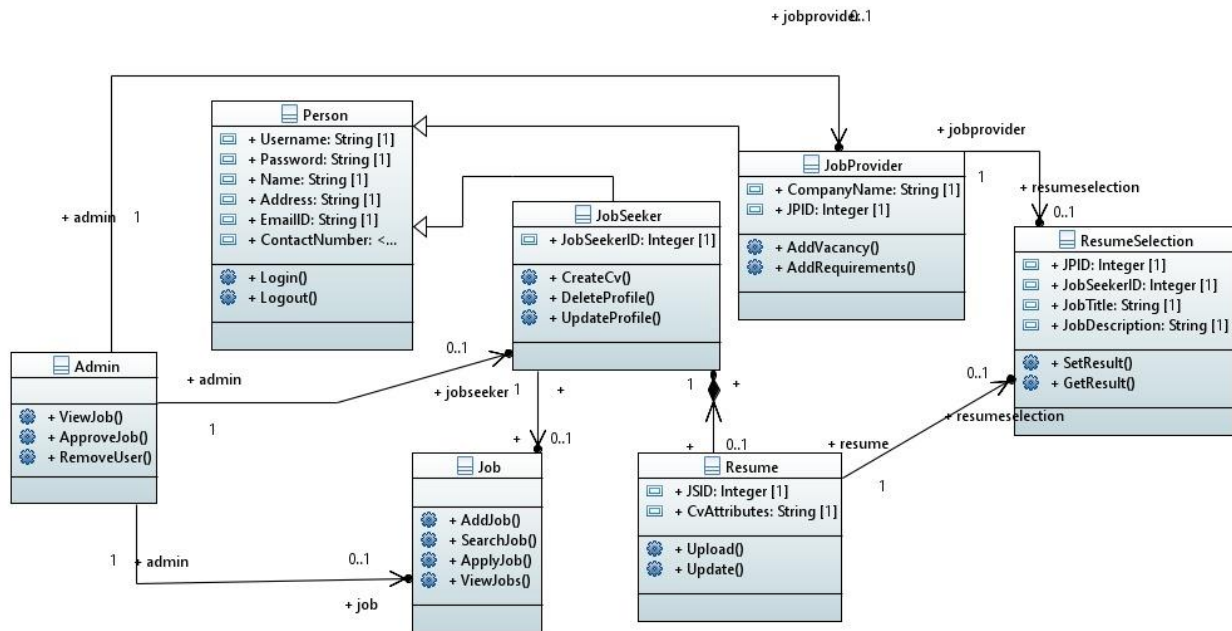 + jobprovider 0..1
Person
+ Username: String [1]
+ Password: String [1]
+ Name: String [1]
+ Address: String [1]
+ EmailID: String [1]
+ ContactNumber: <...
+ Login()
+ Logout()
+ admin 1
JobProvider
+ CompanyName: String [1]
+ JPID: Integer [1]
+ AddVacancy()
+ AddRequirements()
+ jobprovider
1
+ resumeselection
0..1
JobSeeker
+ JobSeekerID: Integer [1]
+ CreateCv()
+ DeleteProfile()
+ UpdateProfile()
ResumeSelection
+ JPID: Integer [1]
+ JobSeekerID: Integer [1]
+ JobTitle: String [1]
+ JobDescription: String [1]
+ SetResult()
+ GetResult()
Admin
+ ViewJob()
+ ApproveJob()
+ RemoveUser()
+ admin
1
0..1
+ jobseeker
1 +
+ 0..1
1 +
+ 0..1
+ resume
1
0..1
+ resumeselection
Job
+ AddJob()
+ SearchJob()
+ ApplyJob()
+ ViewJobs()
Resume
+ JSID: Integer [1]
+ CvAttributes: String [1]
+ Upload()
+ Update()
1 + admin
0..1
+ job